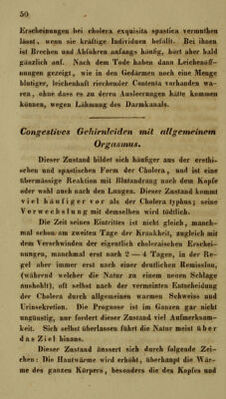 50
Erscheinungen bei cholera exquisita spastica vermuthen
lässt, wenn sie kräftige Individuen befällt. Bei ihnen
ist Brechen und Abführen anfangs häufig, hört aber bald
gänzlich auf. Nach dem Tode haben dann Leichenöff-
nungen gezeigt, wie in den Gedärmen noch eine Menge
blutiger, leichenhaft riechender Contenta vorhanden wa-
ren, ohne dass es zu deren Ausleerungen hätte kommen
können, wegen Lähmung des Darmkanals.
Congestives Gehirnleiden mit allgemeinem
Orgasmus.
Dieser Zustand bildet sich häufiger aus der erethi-
schen und spastischen Form der Cholera, und ist eine
übermässige Reaktion mit Blutandrang nach dem Kopfe
oder wohl auch nach den Lungen. Dieser Zustand kommt
viel häufiger vor als der Cholera typhus; seine
Verwechslung mit demselben wird tödtlich.
Die Zeit seines Eintrittes ist nicht gleich, manch-
mal schon am zweiten Tage der Krankheit, zugleich mit
dem Verschwinden der eigentlich choleraischen Erschei-
nungen, manchmal erst nach 2 — 4 Tagen, in der Re-
gel aber immer erst nach einer deutlichen Remission,
(während welcher die Natur zu einem neuen Schlage
ausholt), oft selbst nach der vermeinten Entscheidung
der Cholera durch allgemeinen warmen Schweiss und
Urinsekretion. Die Prognose ist im Ganzen gar nicht
ungünstig, nur fordert dieser Zustand viel Aufmerksam-
keit. Sich selbst überlassen führt die Natur meist über
das Ziel hinaus.
Dieser Zustand äussert sich durch folgende Zei-
chen: Die Hautwärme wird erhöht, überhaupt die Wär-
me des ganzen Körpers, besonders die des Kopfes und